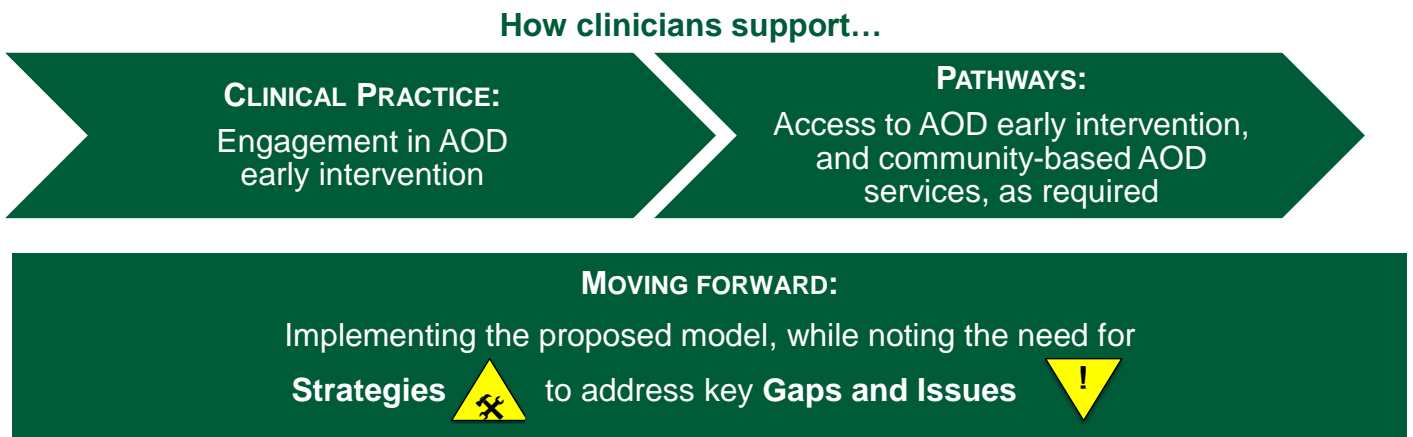 How clinicians support…
CLINICAL PRACTICE:
Engagement in AOD
early intervention
PATHWAYS:
Access to AOD early intervention,
and community-based AOD
services, as required
MOVING FORWARD:
Implementing the proposed model, while noting the need for
Strategies to address key Gaps and Issues !